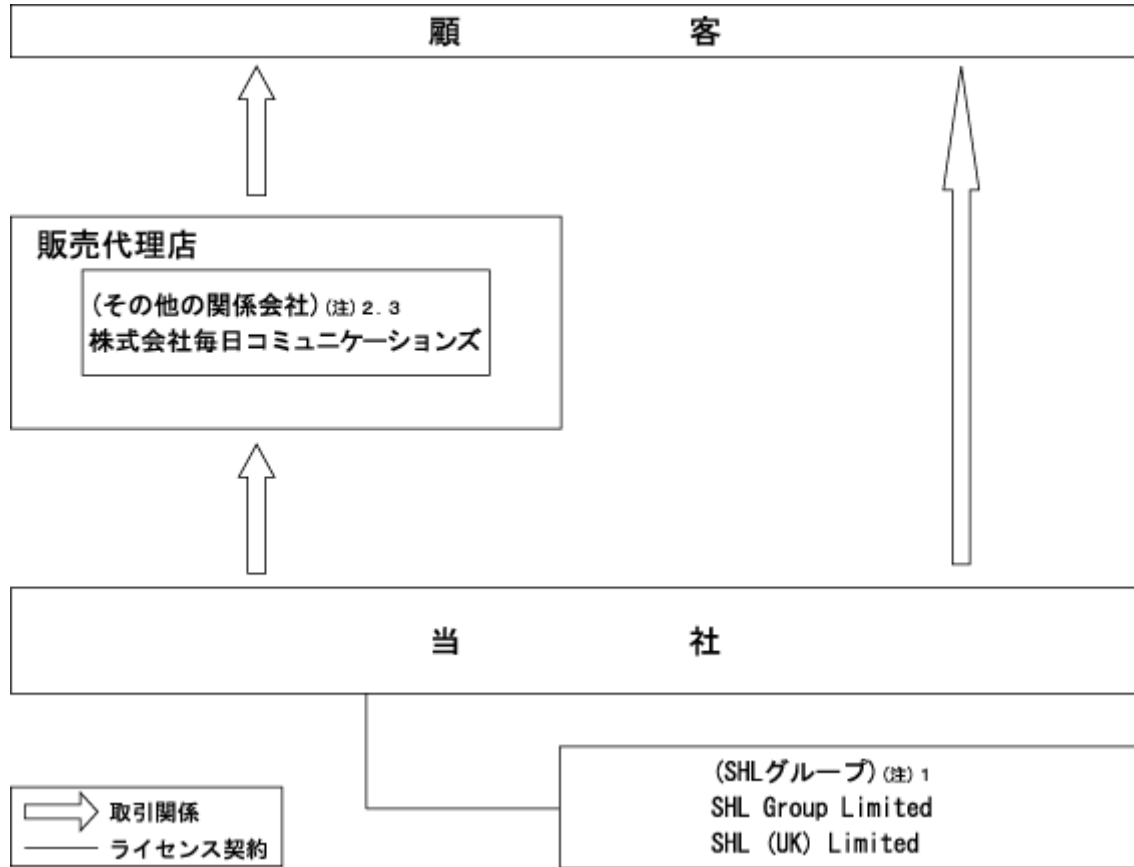 顧客
販売代理店
(その他の関係会社)(注)2.3
株式会社毎日コミュニケーションズ
当社
(SHLグループ)(注)1
SHL Group Limited
SHL (UK) Limited
取引関係
ライセンス契約